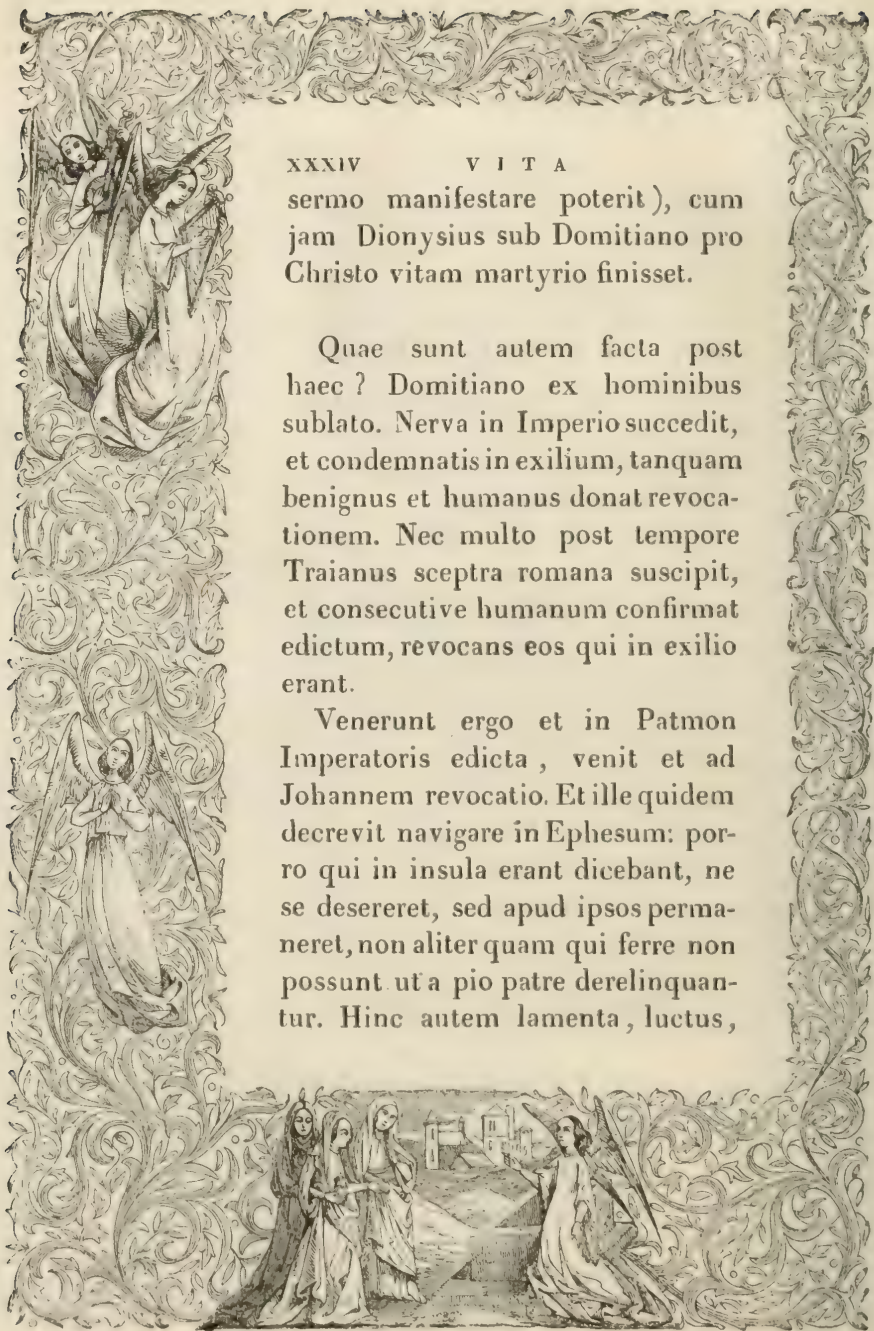 XXXIV VITA
sermo manifestare poterit), cum
jam Dionysius sub Domitiano pro
Christo vitam martyrio finisset.
Quae sunt autem facta post
haec ? Domitiano ex hominibus
sublato. Nerva in Imperio succedit,
et condemnatis in exilium, tanquam
benignus et humanus donat revoca-
tionem. Nec multo post tempore
Traianus sceptra romana suscipit,
et consecutive humanum confirmat
edictum, revocans eos qui in exilio
erant.
Venerunt ergo et in Patmon
Imperatoris edicta , venit et ad
Johannem revocatio. Et ille quidem
decrevit navigare in Ephesum: por-
ro qui in insula erant dicebant, ne
se desereret, sed apud ipsos perma-
neret, non aliter quam qui ferre non
possunt ut a pio patre derelinquan-
tur. Hinc autem lamenta , luctus ,